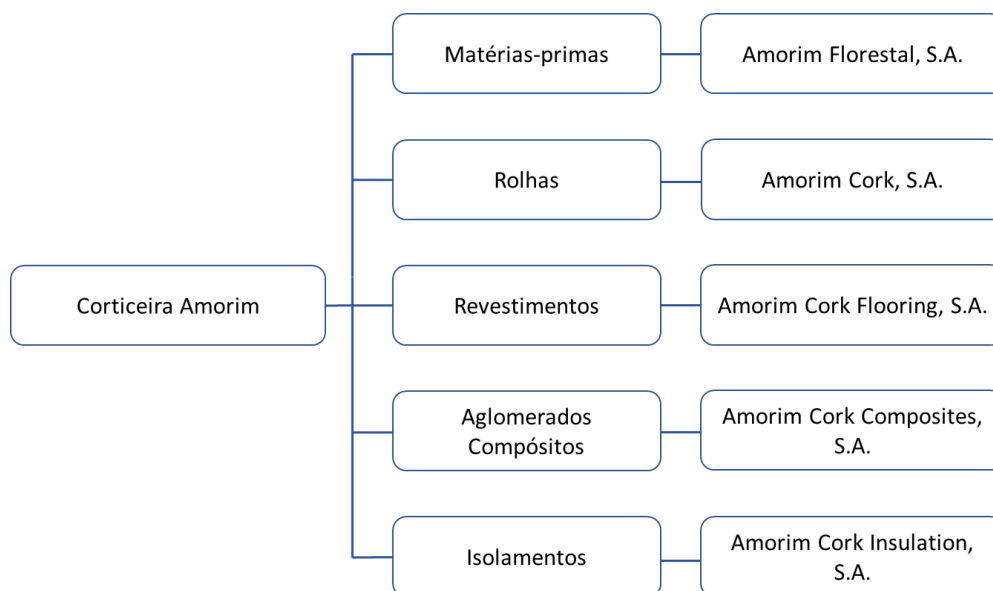 Matérias-primas
Amorim Florestal, S.A.
Rolhas
Amorim Cork, S.A.
Corticeira Amorim
Revestimentos
Amorim Cork Flooring, S.A.
Aglomerados
Compósitos
Amorim Cork Composites,
S.A.
Isolamentos
Amorim Cork Insulation,
S.A.